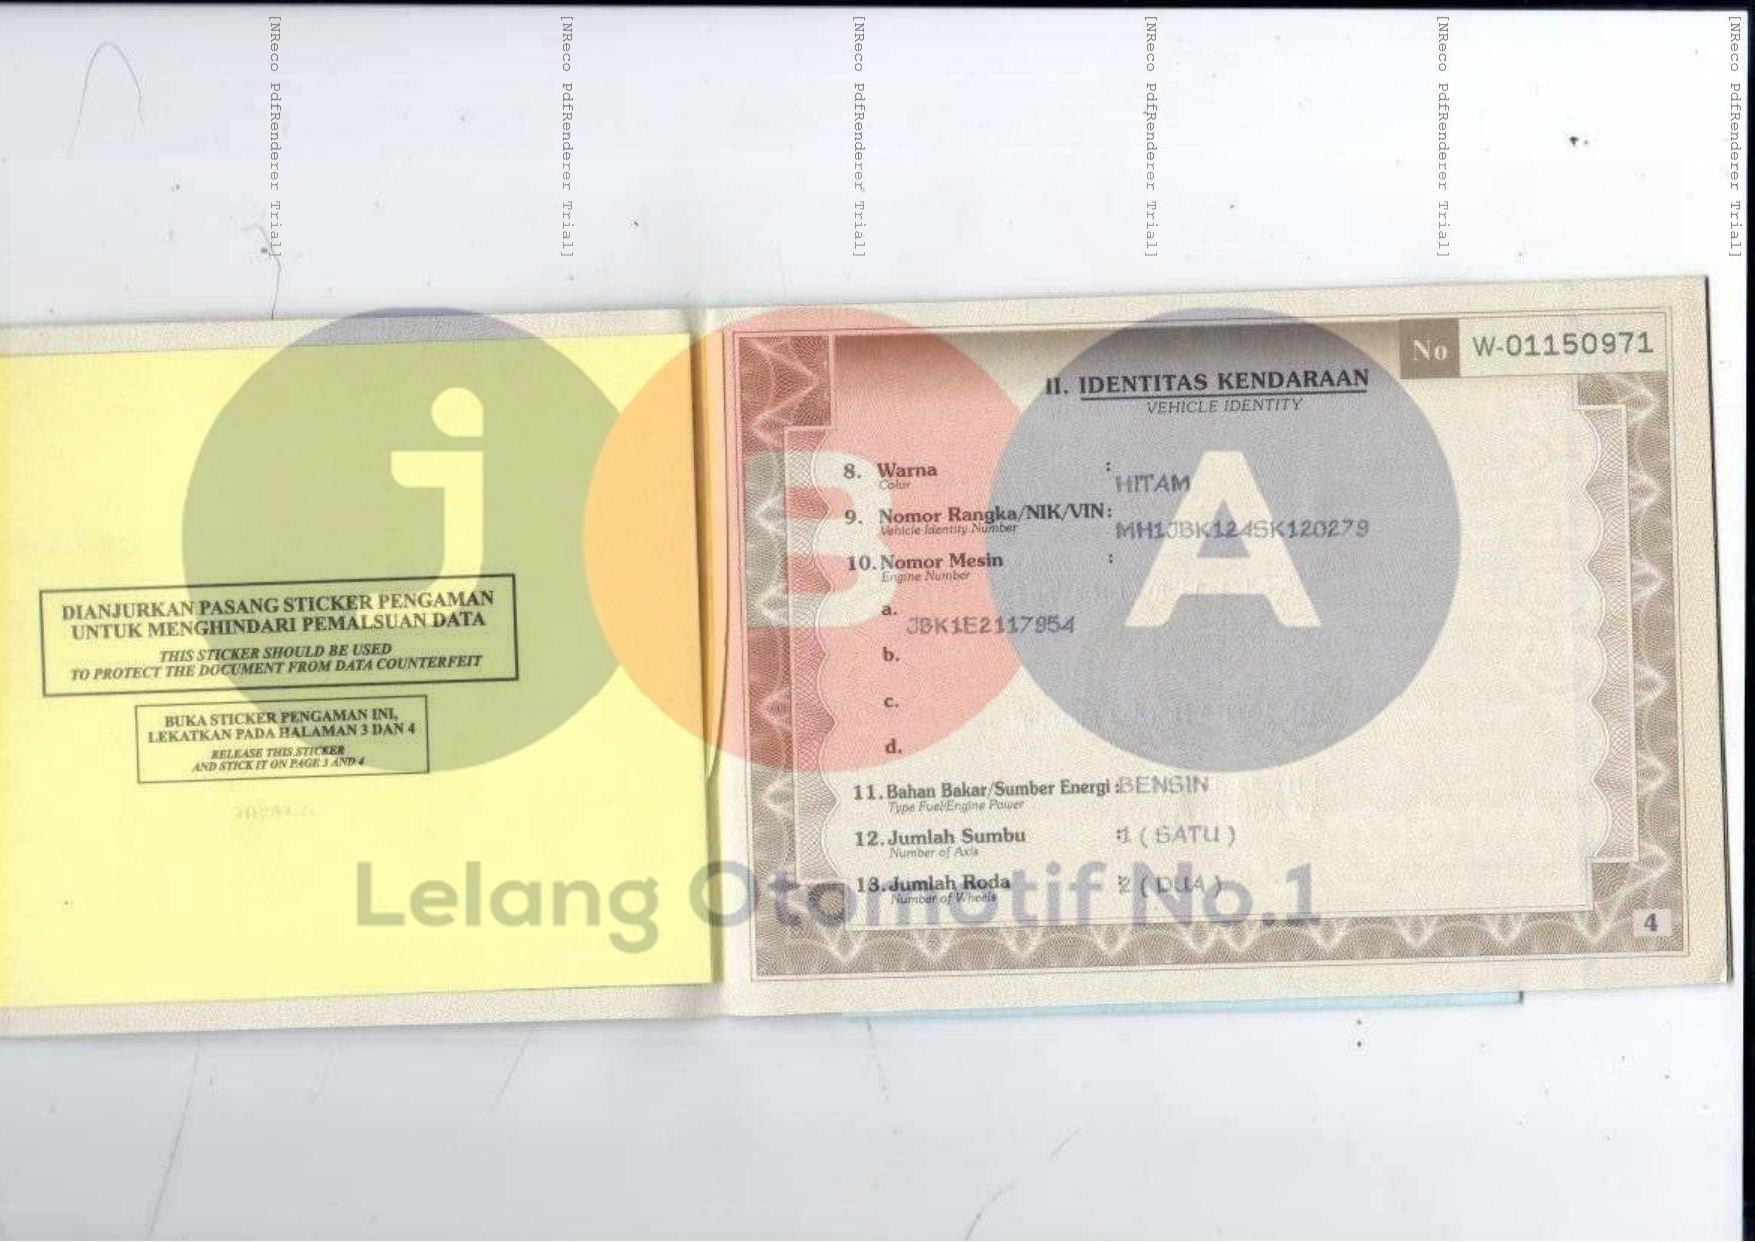 [NReco PdfRenderer Trial]
[NReco PdfRenderer Trial]
[NReco PdfRenderer Trial]
[NReco PdfRenderer Trial]
[NReco PdfRenderer Trial]
[NReco PdfRenderer Trial]
DIANJURKAN PASANG STICKER PENGAMAN
UNTUK MENGHINDARI PEMALSUAN DATA
THIS STICKER SHOULD BE USED
TO PROTECT THE DOCUMENT FROM DATA COUNTERFEIT
BUKA STICKER PENGAMAN INI,
LEKATKAN PADA HALAMAN 3 DAN 4
RELEASE THIS STICKER
AND STICK IT ON PAGE 3 AND 4
No W-01150971
II. IDENTITAS KENDARAAN
VEHICLE IDENTITY
8. Warna : HITAM
Color
9. Nomor Rangka/NIK/VIN: MH1JBK124SK120279
Vehicle Identity Number
10. Nomor Mesin :
Engine Number
a. JBK1E2117954
b.
c.
d.
11. Bahan Bakar/Sumber Energi : BENSIN
Type Fuel/Engine Power
12. Jumlah Sumbu : 1 ( SATU )
Number of Axis
13. Jumlah Roda : 2 ( DUA )
Number of Wheels
4
iBA
Lelang Otomotif No.1